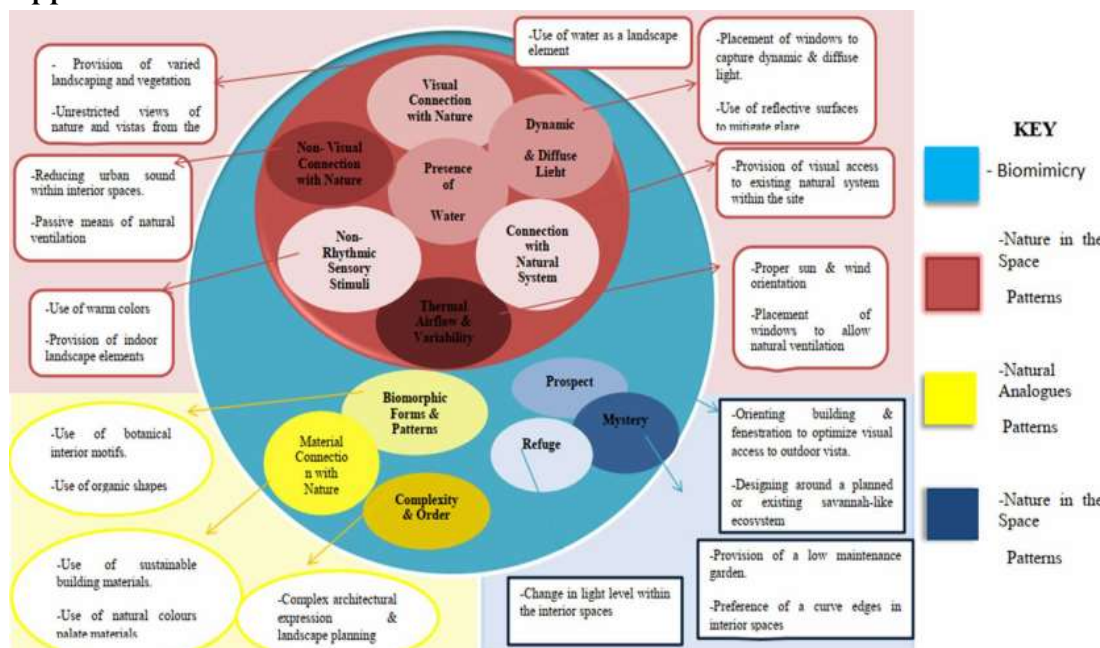 - Provision of varied
landscaping and vegetation
-Unrestricted views of
nature and vistas from the
-Use of water as a landscape
element
-Placement of windows to
capture dynamic & diffuse
light.
-Use of reflective surfaces
to mitigate glare
-Reducing urban sound
within interior spaces.
-Passive means of natural
ventilation
-Provision of visual access
to existing natural system
within the site
-Use of warm colors
-Provision of indoor
landscape elements
-Proper sun & wind
orientation
-Placement of
windows to allow
natural ventilation
Visual
Connection
with Nature
Dynamic
& Diffuse
Light
Non- Visual
Connection
with Nature
Presence
of
Water
Non-
Rhythmic
Sensory
Stimuli
Connection
with
Natural
System
Thermal
Airflow &
Variability
Biomorphic
Forms &
Patterns
Material
Connectio
n with
Nature
Complexity
& Order
Prospect
Mystery
Refuge
-Use of botanical
interior motifs.
-Use of organic shapes
-Use of sustainable
building materials.
-Use of natural colours
palate materials
-Complex architectural
expression &
landscape planning
-Orienting building &
fenestration to optimize visual
access to outdoor vista.
-Designing around a planned
or existing savannah-like
ecosystem
-Change in light level within
the interior spaces
-Provision of a low maintenance
garden.
-Preference of a curve edges in
interior spaces
KEY
- Biomimicry
-Nature in the
Space
Patterns
-Natural
Analogues
Patterns
-Nature in the
Space
Patterns